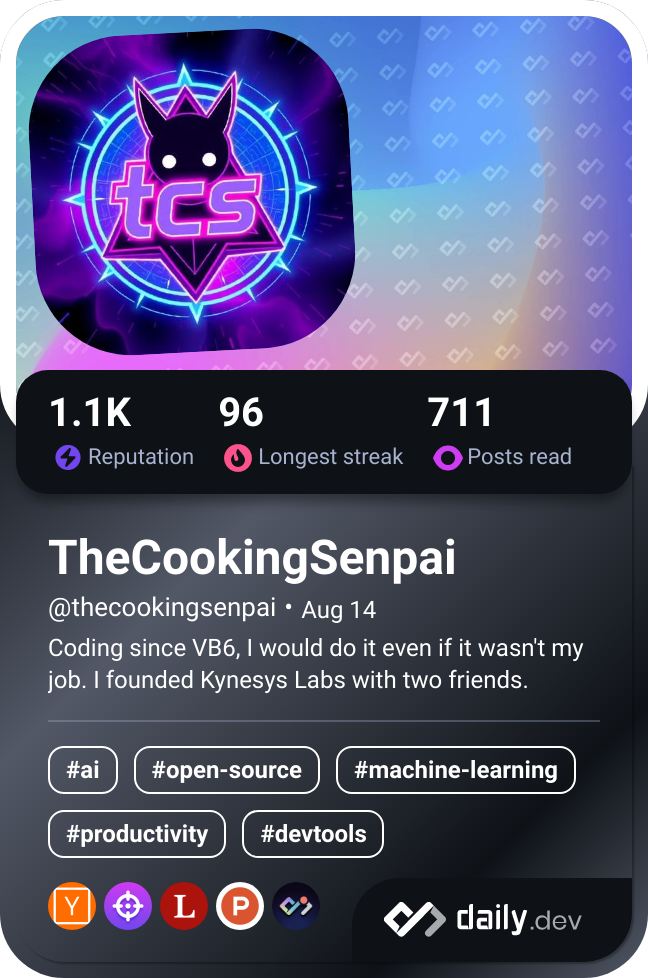 tcs
1.1K
96
711
Reputation
Longest streak
Posts read
TheCookingSenpai
@thecookingsenpai • Aug 14
Coding since VB6, I would do it even if it wasn't my
job. I founded Kynesys Labs with two friends.
#ai
#open-source
#machine-learning
#productivity
#devtools
Y
L
P
daily.dev